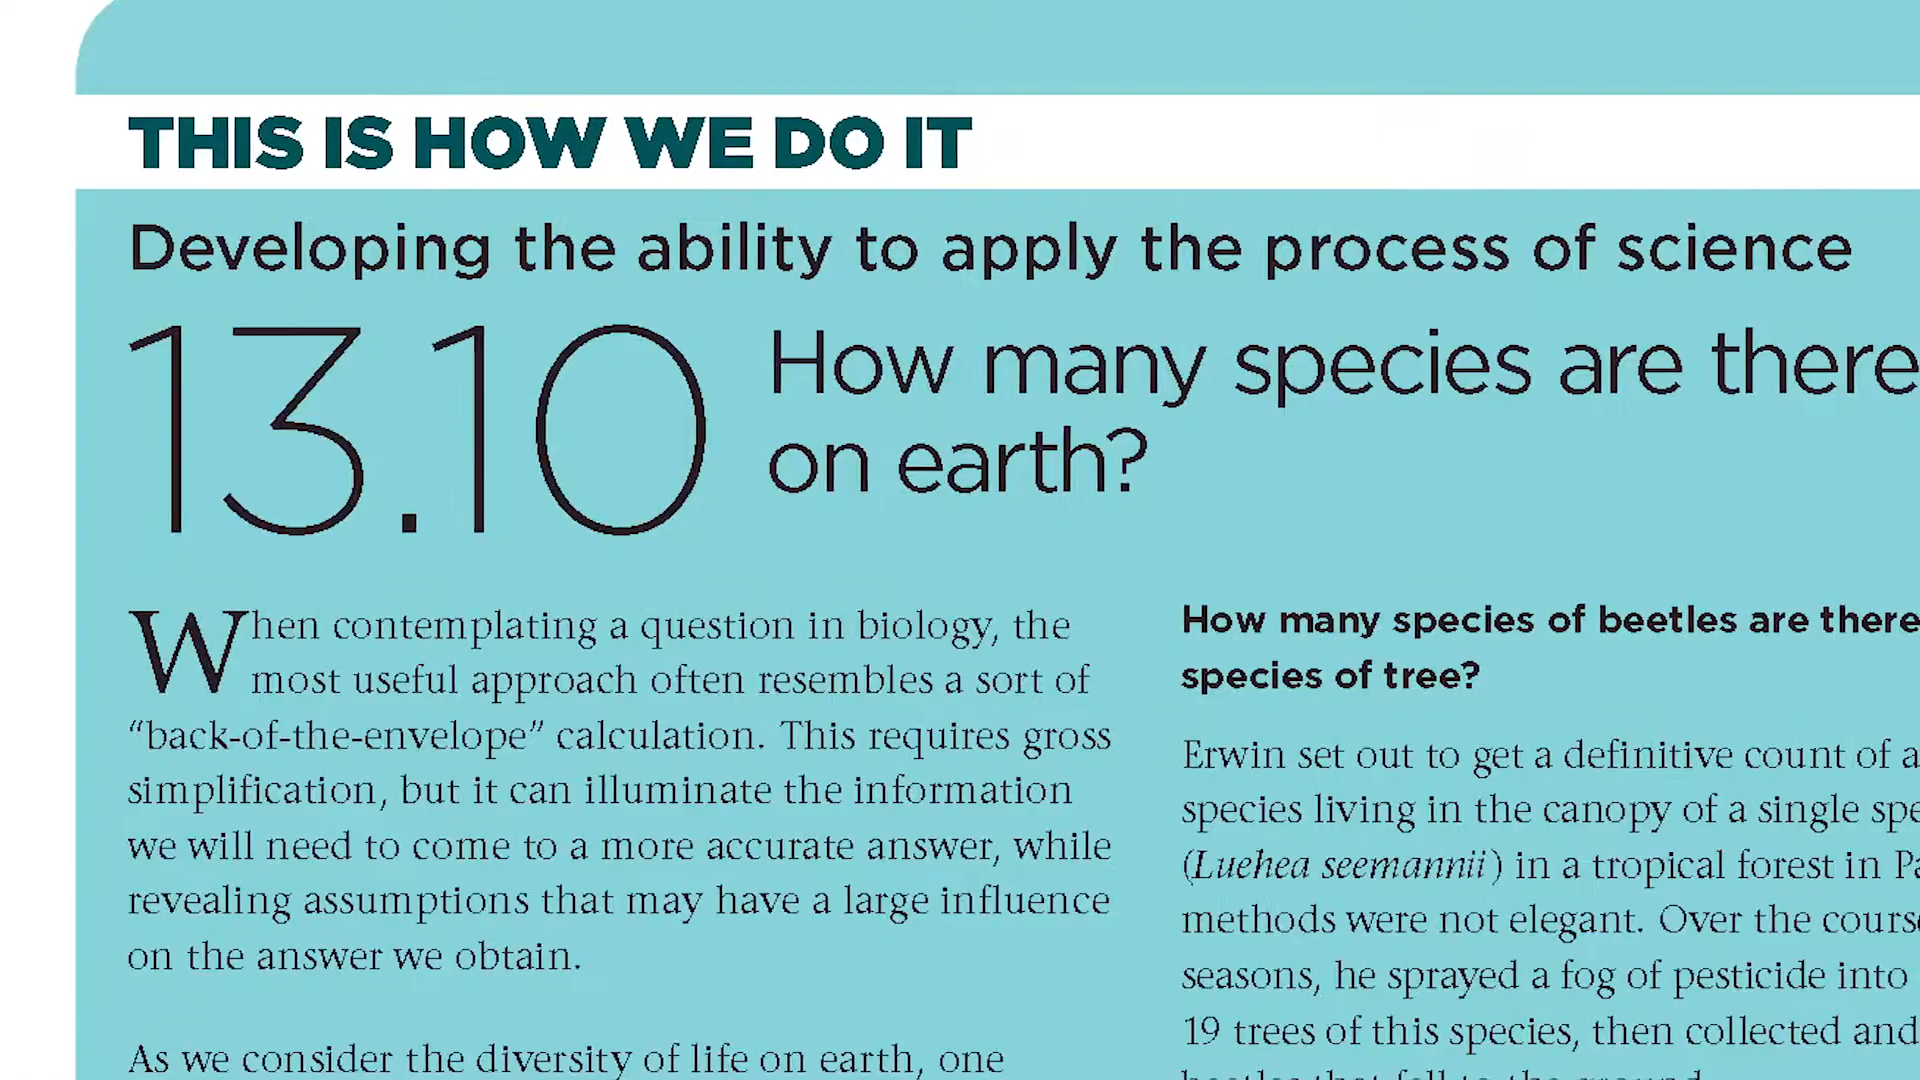 THIS IS HOW WE DO IT
Developing the ability to apply the process of science
13.10
How many species are there
on earth?
When contemplating a question in biology, the
most useful approach often resembles a sort of
“back-of-the-envelope” calculation. This requires gross
simplification, but it can illuminate the information
we will need to come to a more accurate answer, while
revealing assumptions that may have a large influence
on the answer we obtain.
As we consider the diversity of life on earth, one
How many species of beetles are there
species of tree?
Erwin set out to get a definitive count of
species living in the canopy of a single
(Luehea seemannii) in a tropical forest in
methods were not elegant. Over the
seasons, he sprayed a fog of pesticide into
19 trees of this species, then collected and